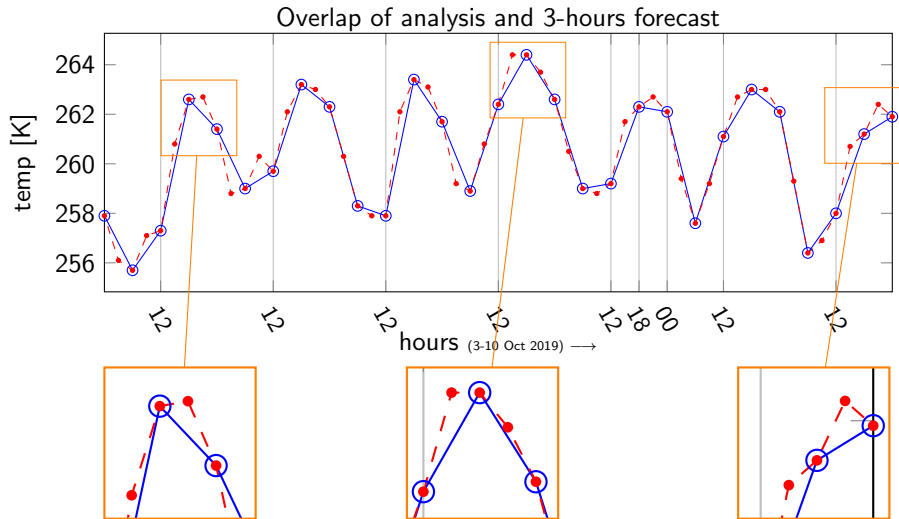 Overlap of analysis and 3-hours forecast
temp [K]
264
262
260
258
256
12 12 12 12 12 18 00 12 12
hours (3-10 Oct 2019) →